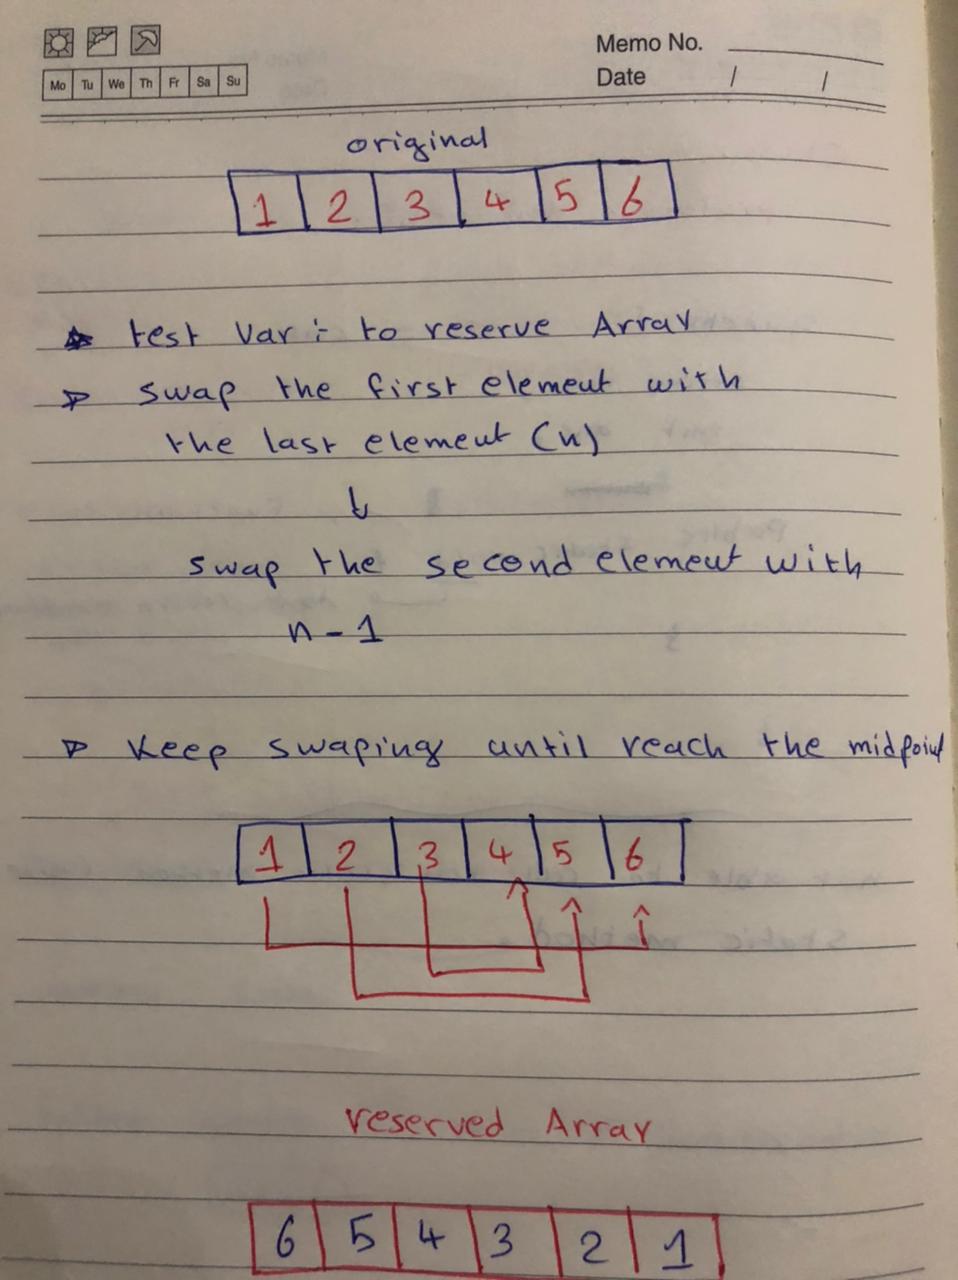 Memo No.
Mo Tu We Th Fr Sa Su
Date / /
original
1 2 3 4 5 6
test Var :- to reserve Array
swap the first element with
the last element (n)
swap the second element with
n - 1
Keep swaping until reach the midpoint
1 2 3 4 5 6
reserved Array
6 5 4 3 2 1